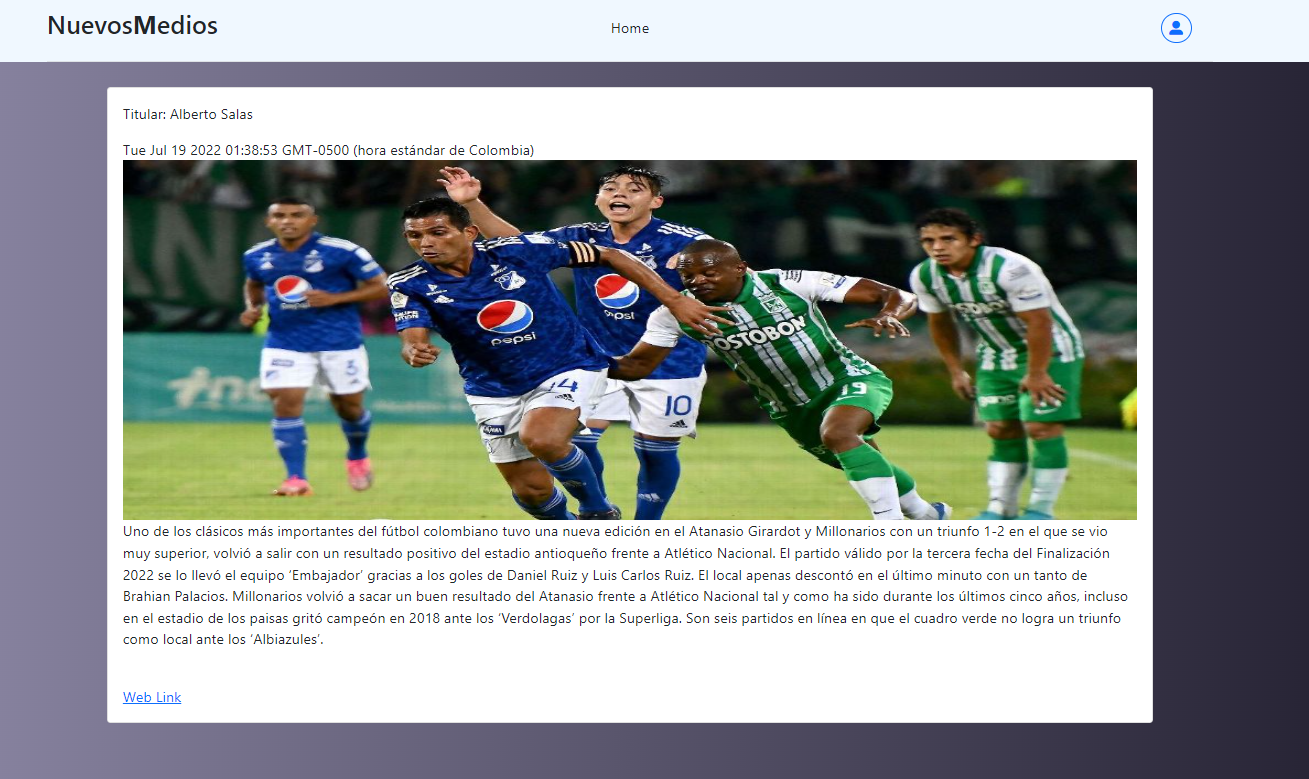 NuevosMedios
Home
Titular: Alberto Salas
Tue Jul 19 2022 01:38:53 GMT-0500 (hora estándar de Colombia)
5
pepsi
pepsi
14
10
POSTOBON
19
Uno de los clásicos más importantes del fútbol colombiano tuvo una nueva edición en el Atanasio Girardot y Millonarios con un triunfo 1-2 en el que se vio
muy superior, volvió a salir con un resultado positivo del estadio antioqueño frente a Atlético Nacional. El partido válido por la tercera fecha del Finalización
2022 se lo llevó el equipo ‘Embajador’ gracias a los goles de Daniel Ruiz y Luis Carlos Ruiz. El local apenas descontó en el último minuto con un tanto de
Brahian Palacios. Millonarios volvió a sacar un buen resultado del Atanasio frente a Atlético Nacional tal y como ha sido durante los últimos cinco años, incluso
en el estadio de los paisas gritó campeón en 2018 ante los ‘Verdolagas’ por la Superliga. Son seis partidos en línea en que el cuadro verde no logra un triunfo
como local ante los ‘Albiazules’.
Web Link